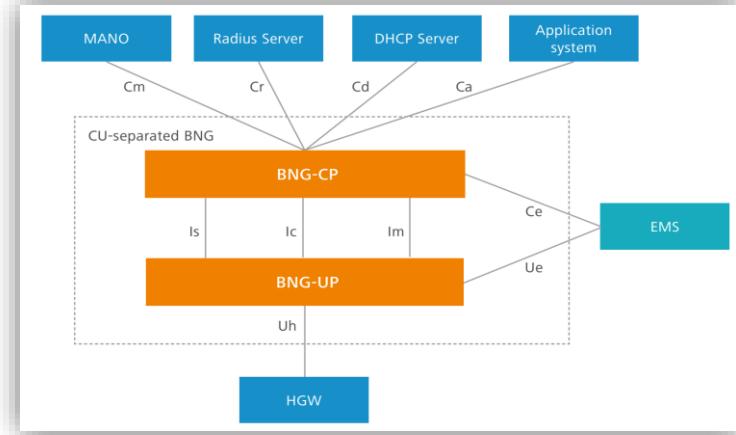 MANO
Radius Server
DHCP Server
Application
system
Cm
Cr
Cd
Ca
CU-separated BNG
BNG-CP
Ce
Is
Ic
Im
EMS
Ue
BNG-UP
Uh
HGW